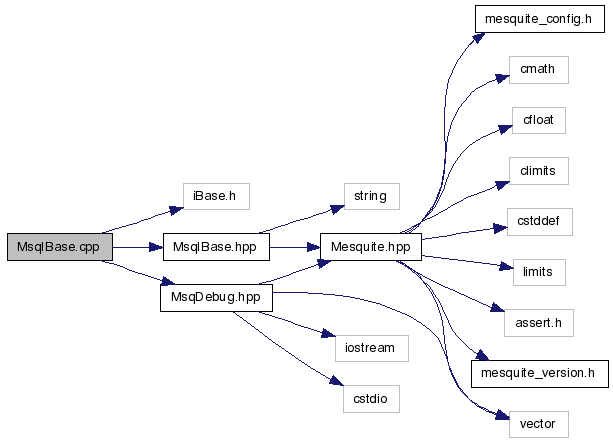 mesquite_config.h
cmath
cfloat
climits
iBase.h
string
cstddef
MsqIBase.cpp
MsqIBase.hpp
Mesquite.hpp
limits
MsqDebug.hpp
assert.h
iostream
mesquite_version.h
cstdio
vector